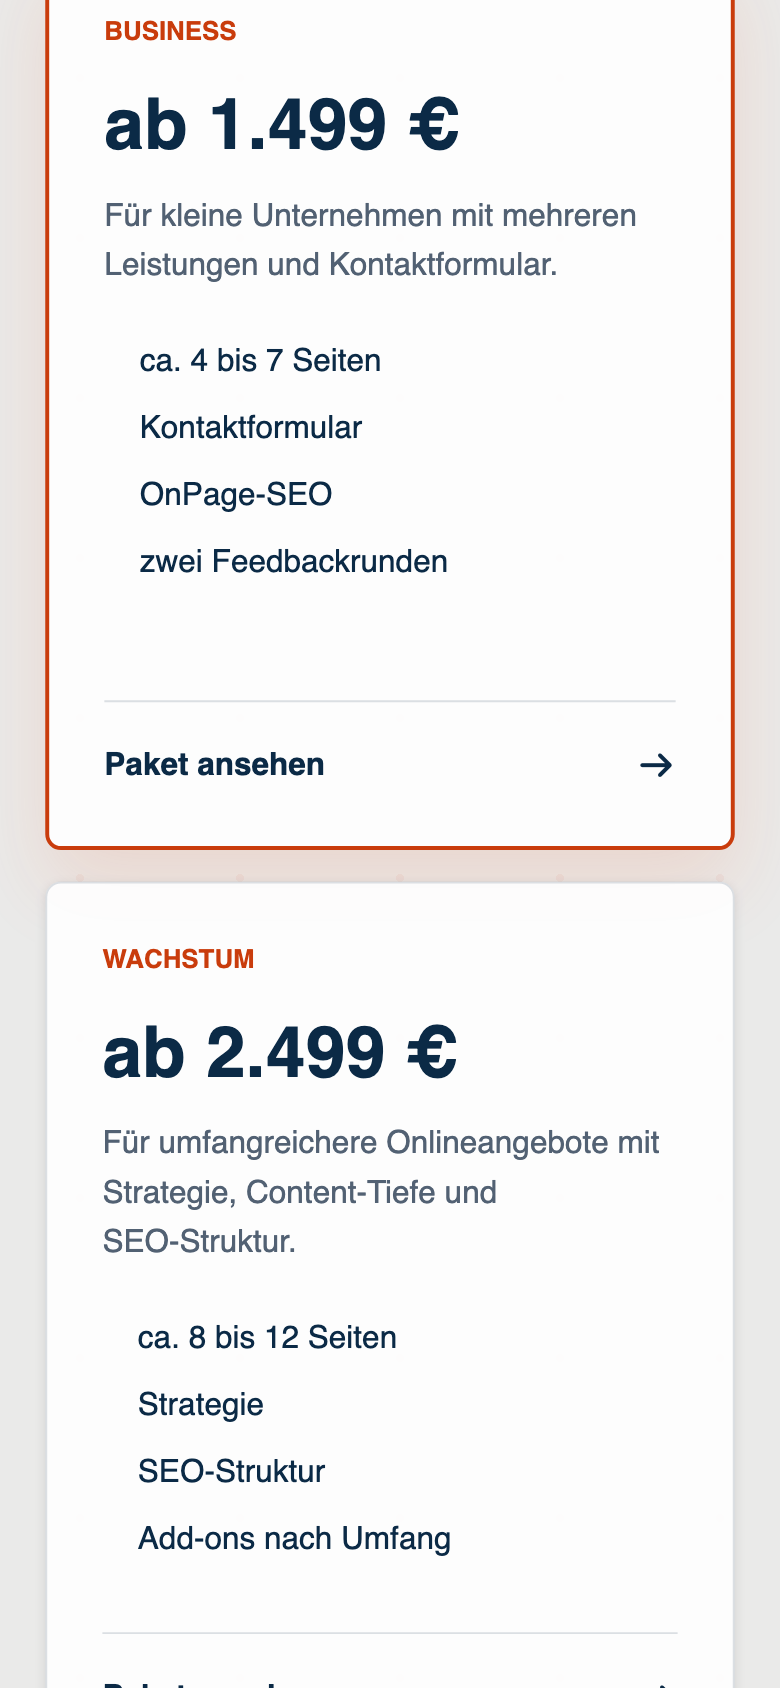 BUSINESS
ab 1.499 €
Für kleine Unternehmen mit mehreren
Leistungen und Kontaktformular.
ca. 4 bis 7 Seiten
Kontaktformular
OnPage-SEO
zwei Feedbackrunden
Paket ansehen
WACHSTUM
ab 2.499 €
Für umfangreichere Onlineangebote mit
Strategie, Content-Tiefe und
SEO-Struktur.
ca. 8 bis 12 Seiten
Strategie
SEO-Struktur
Add-ons nach Umfang